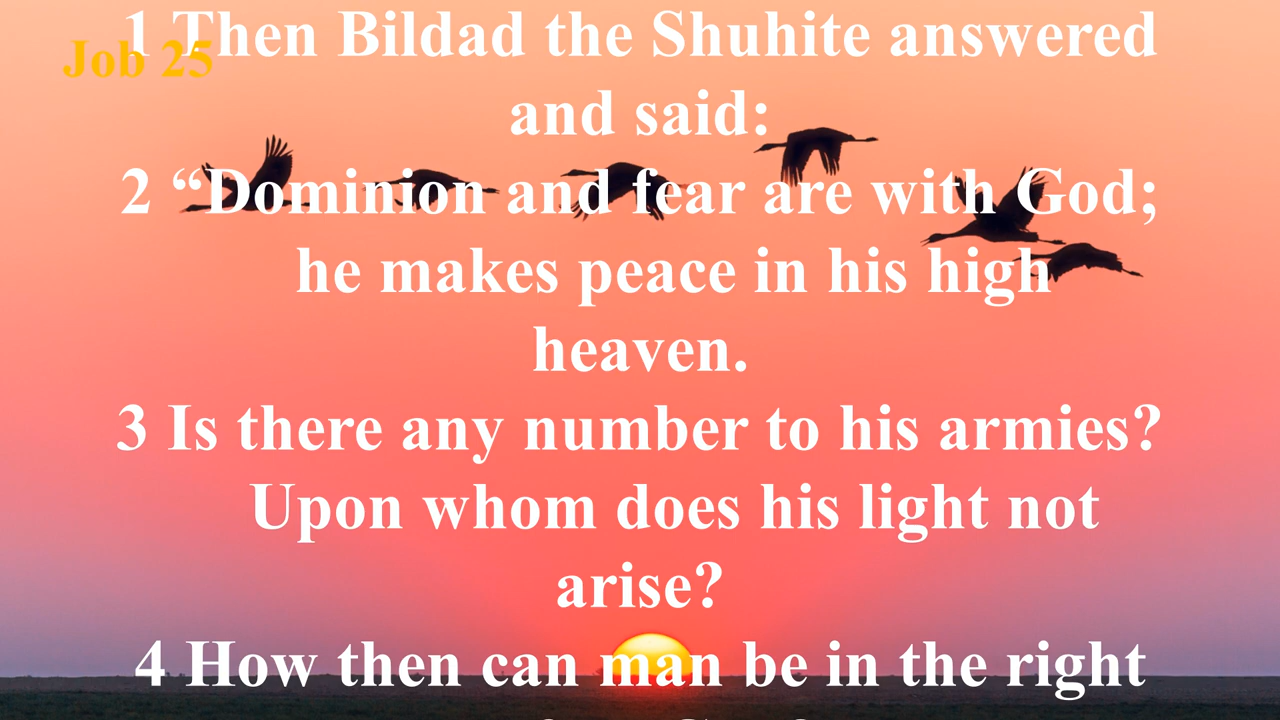 Job 25
1 Then Bildad the Shuhite answered
and said:
2 “Dominion and fear are with God;
he makes peace in his high
heaven.
3 Is there any number to his armies?
Upon whom does his light not
arise?
4 How then can man be in the right